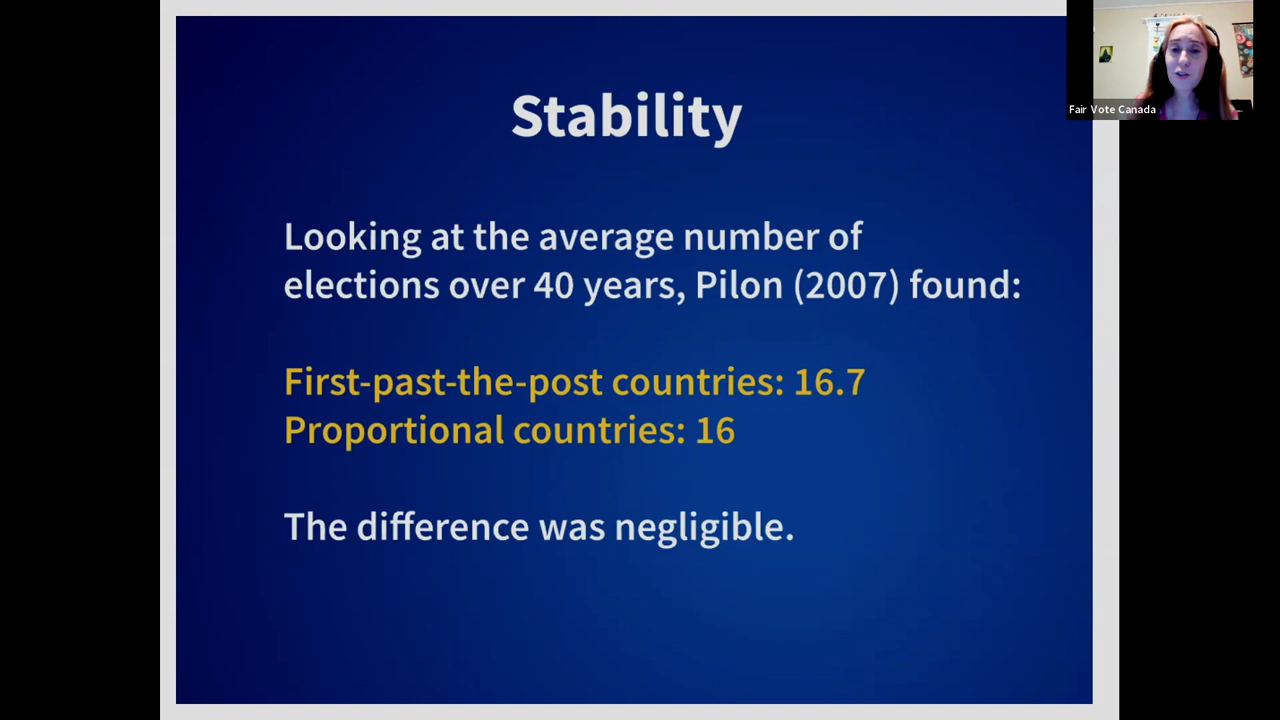 Stability
Looking at the average number of
elections over 40 years, Pilon (2007) found:
First-past-the-post countries: 16.7
Proportional countries: 16
The difference was negligible.
Fair Vote Canada